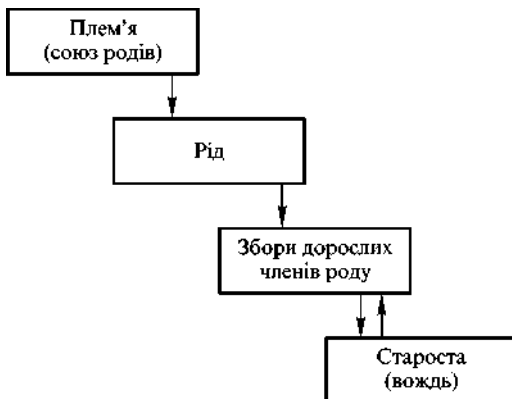 Плем’я
(союз родів)
Рід
Збори дорослих
членів роду
Староста
(вождь)